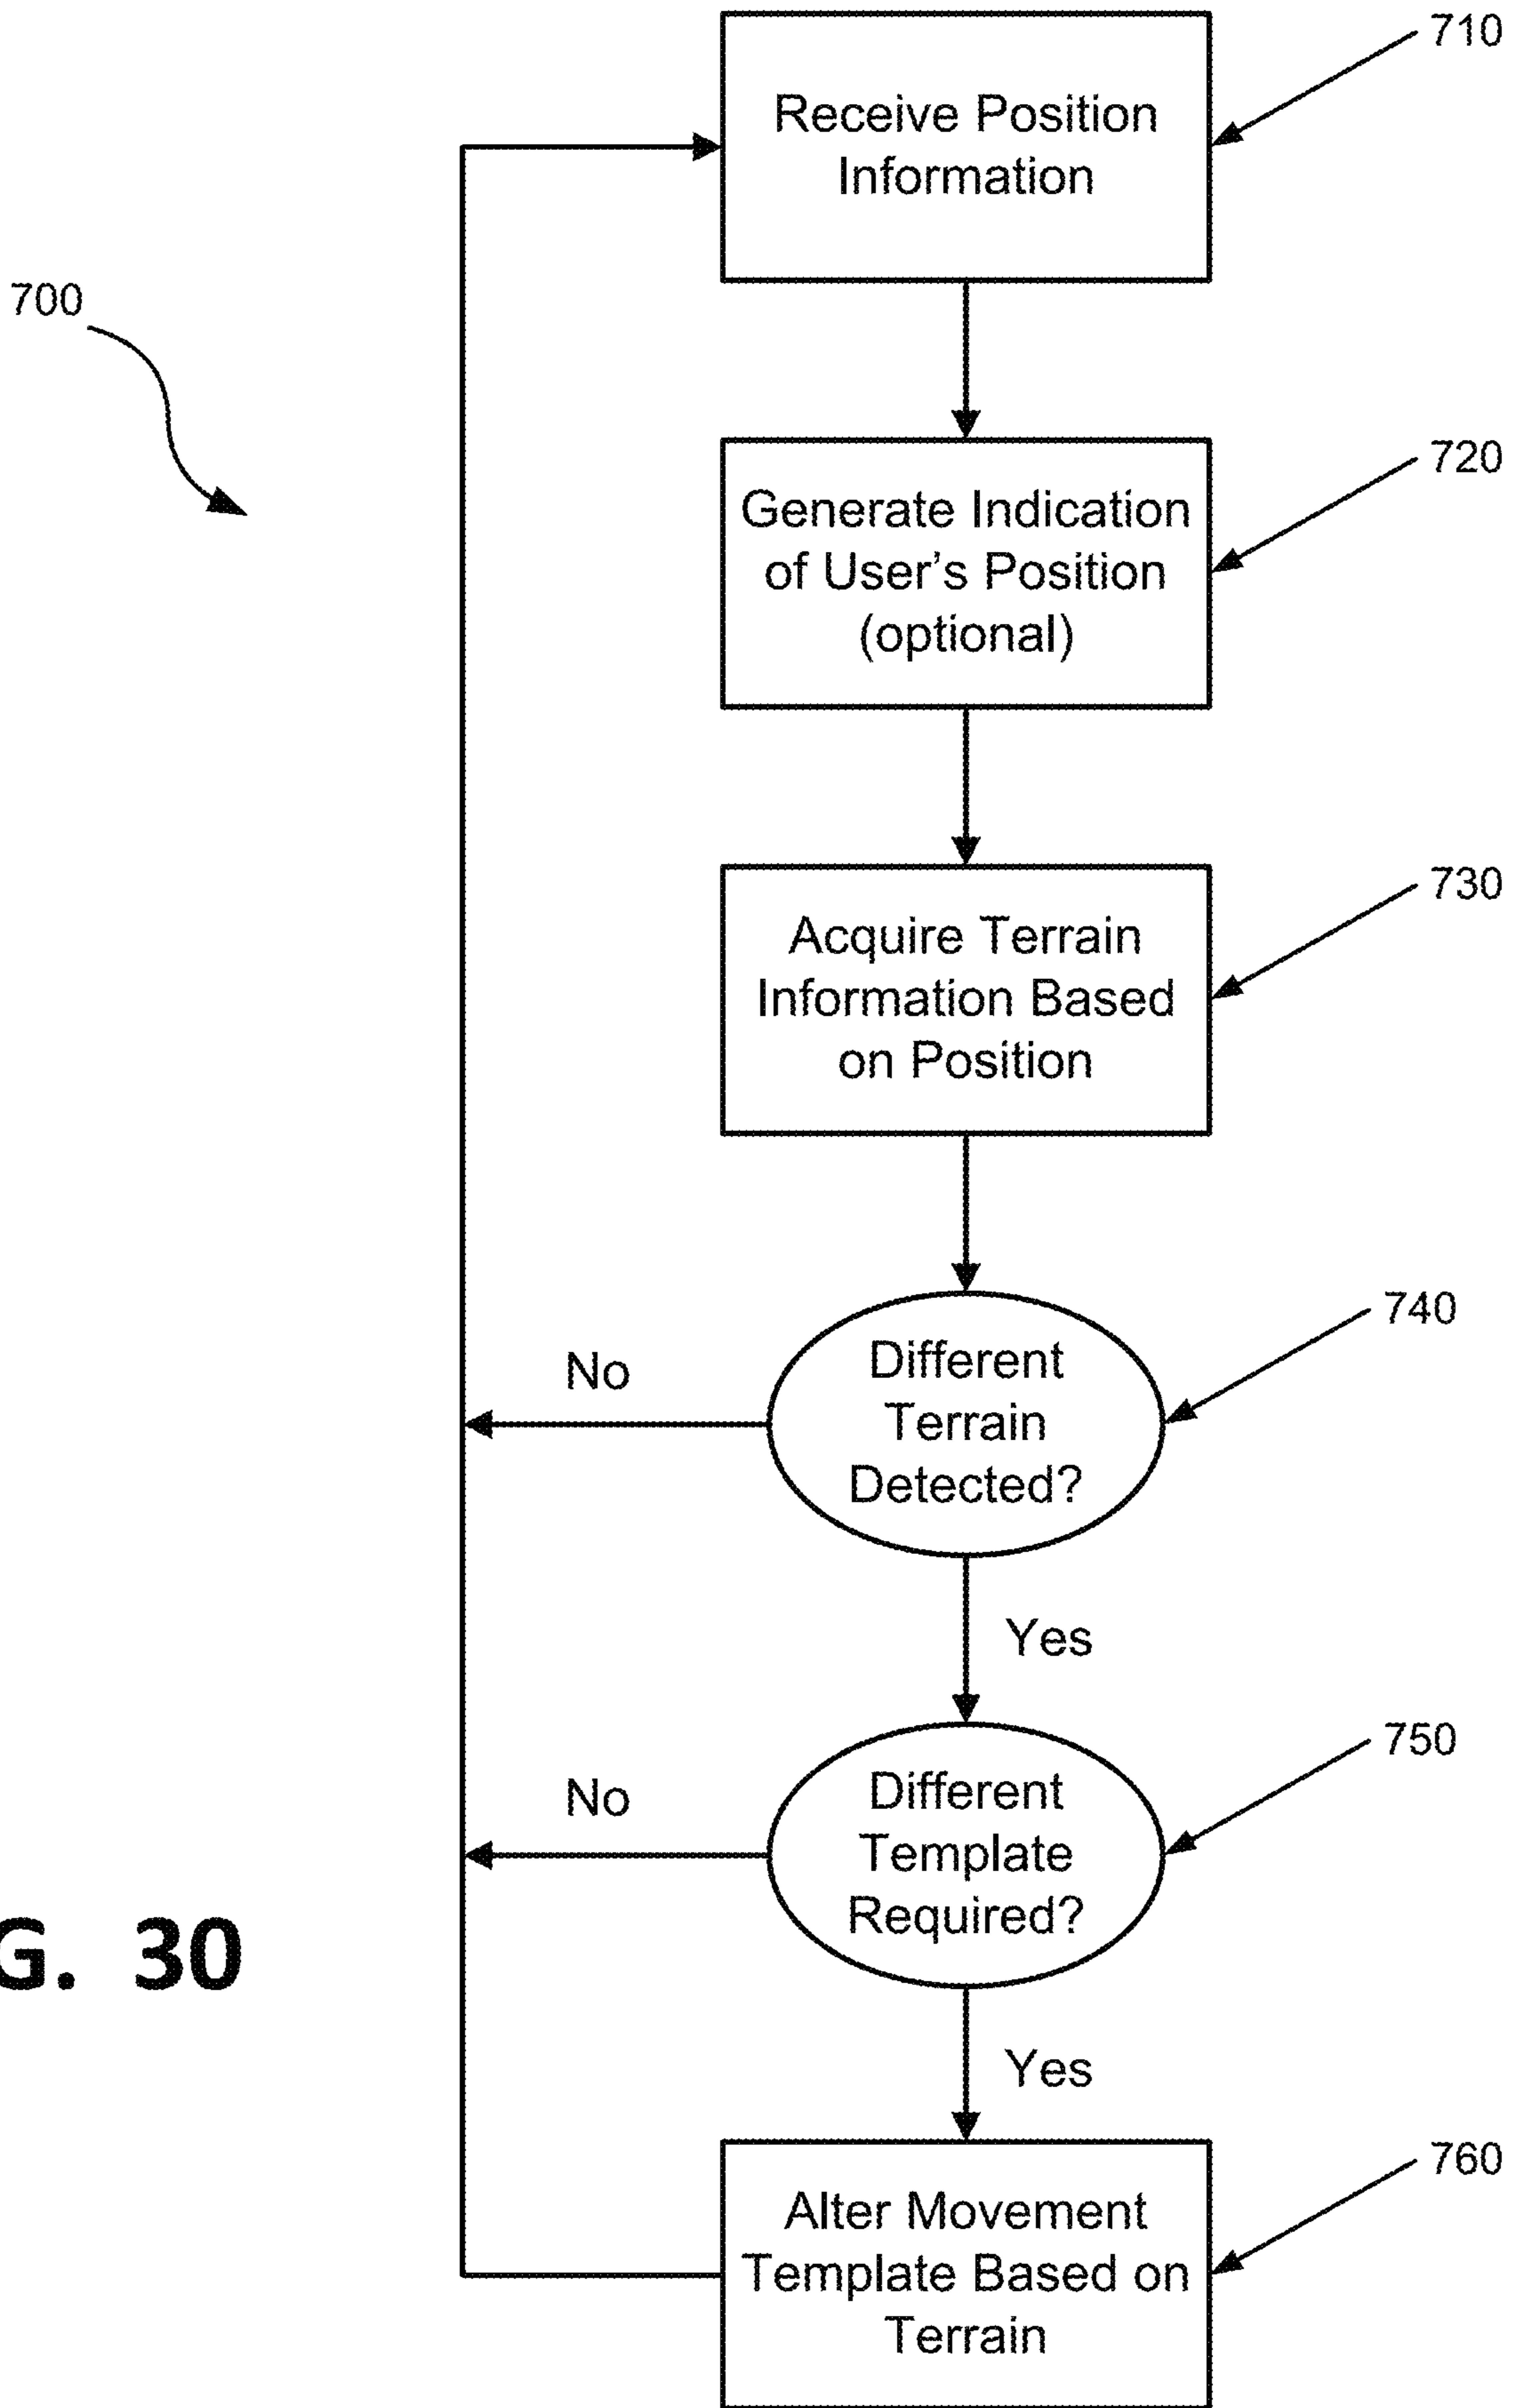 710
Receive Position
Information
700
720
Generate Indication
of User's Position
(optional)
730
Acquire Terrain
Information Based
on Position
740
Different
Terrain
Detected?
No
Yes
750
Different
Template
Required?
No
G. 30
Yes
760
Alter Movement
Template Based on
Terrain